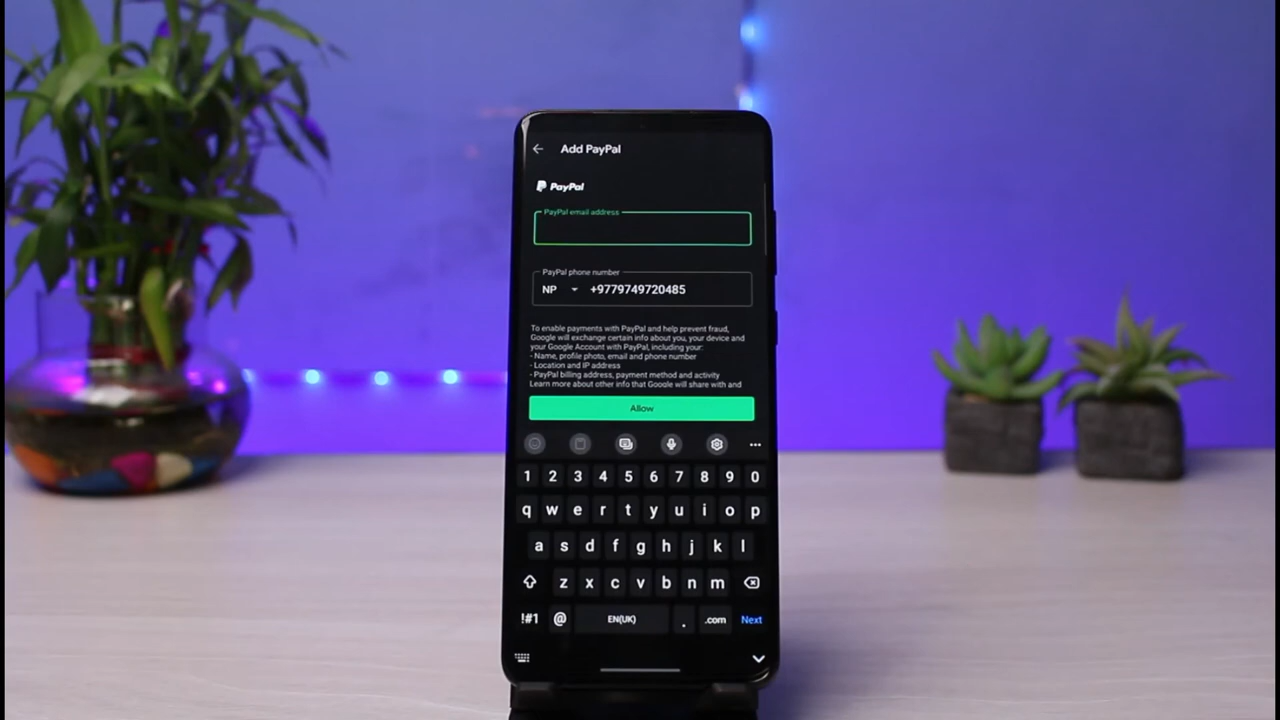 Add PayPal
PayPal
PayPal email address
PayPal phone number
NP +9779749720485
To enable payments with PayPal and help prevent fraud,
Google will exchange certain info about you, your device and
your Google Account with PayPal, including your:
- Name, profile photo, email and phone number
- Location and IP address
- PayPal billing address, payment method and activity
Learn more about other info that Google will share with and
Allow
1 2 3 4 5 6 7 8 9 0
q w e r t y u i o p
a s d f g h j k l
z x c v b n m
!#1 @ EN(UK) . .com Next